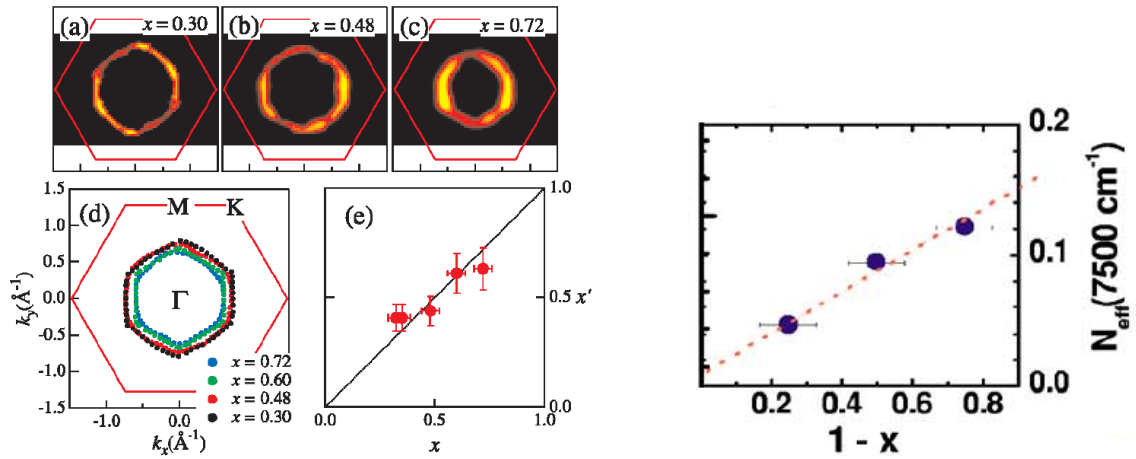 (a) x = 0.30
(b) x = 0.48
(c) x = 0.72
(d)
1.5
1.0
0.5
0.0
-0.5
-1.0
-1.5
ky(Å⁻¹)
M K
Γ
x = 0.72
x = 0.60
x = 0.48
x = 0.30
-1.0 0.0 1.0
kx(Å⁻¹)
(e)
1.0
0.5
0.0
x'
0.0 0.5 1.0
x
0.2
0.1
0.0
Neff(7500 cm⁻¹)
0.2 0.4 0.6 0.8
1 - x